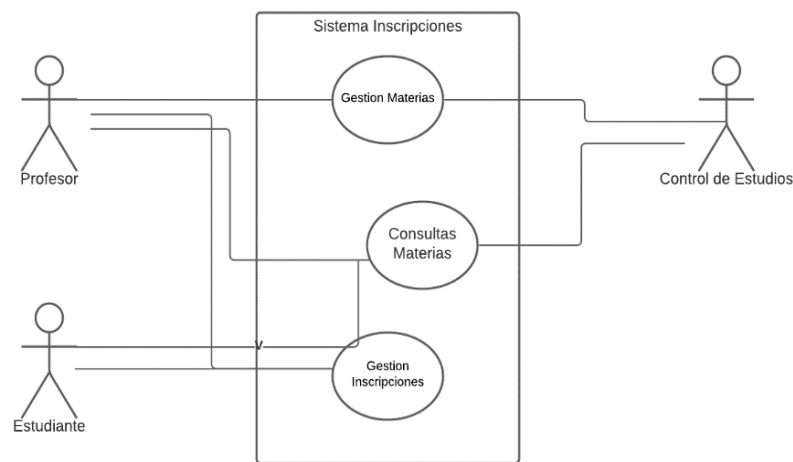 Sistema Inscripciones
Gestion Materias
Profesor
Control de Estudios
Consultas
Materias
v
Gestion
Inscripciones
Estudiante